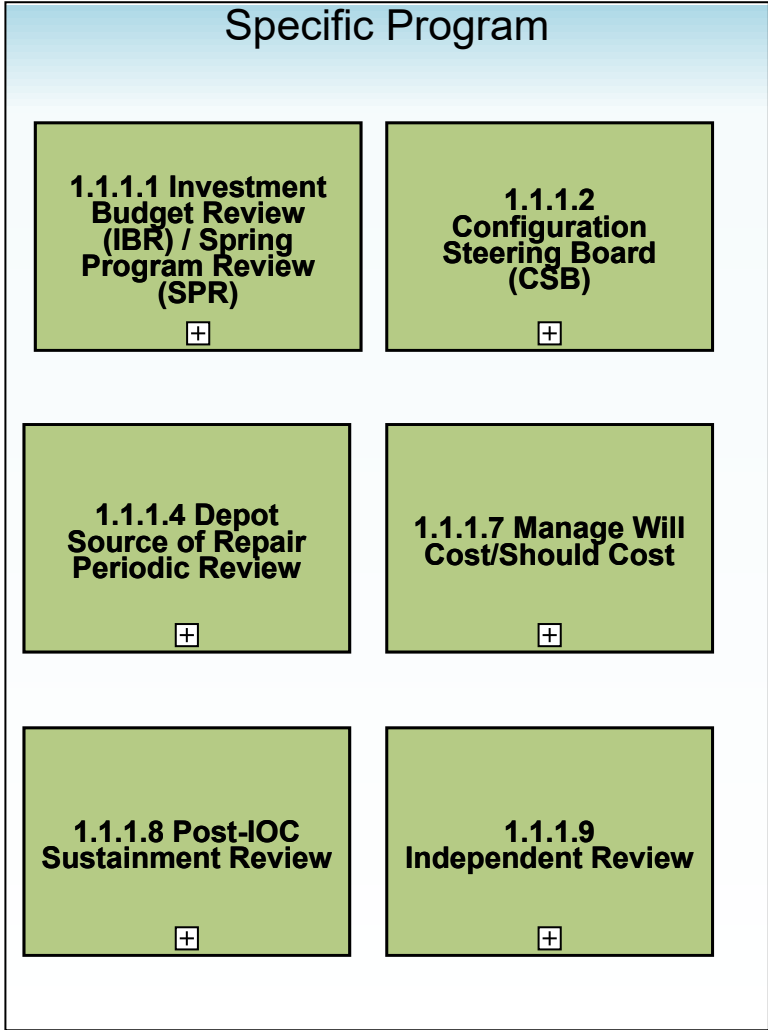 Specific Program
1.1.1.1 Investment
Budget Review
(IBR) / Spring
Program Review
(SPR)
1.1.1.2
Configuration
Steering Board
(CSB)
1.1.1.4 Depot
Source of Repair
Periodic Review
1.1.1.7 Manage Will
Cost/Should Cost
1.1.1.8 Post-IOC
Sustainment Review
1.1.1.9
Independent Review